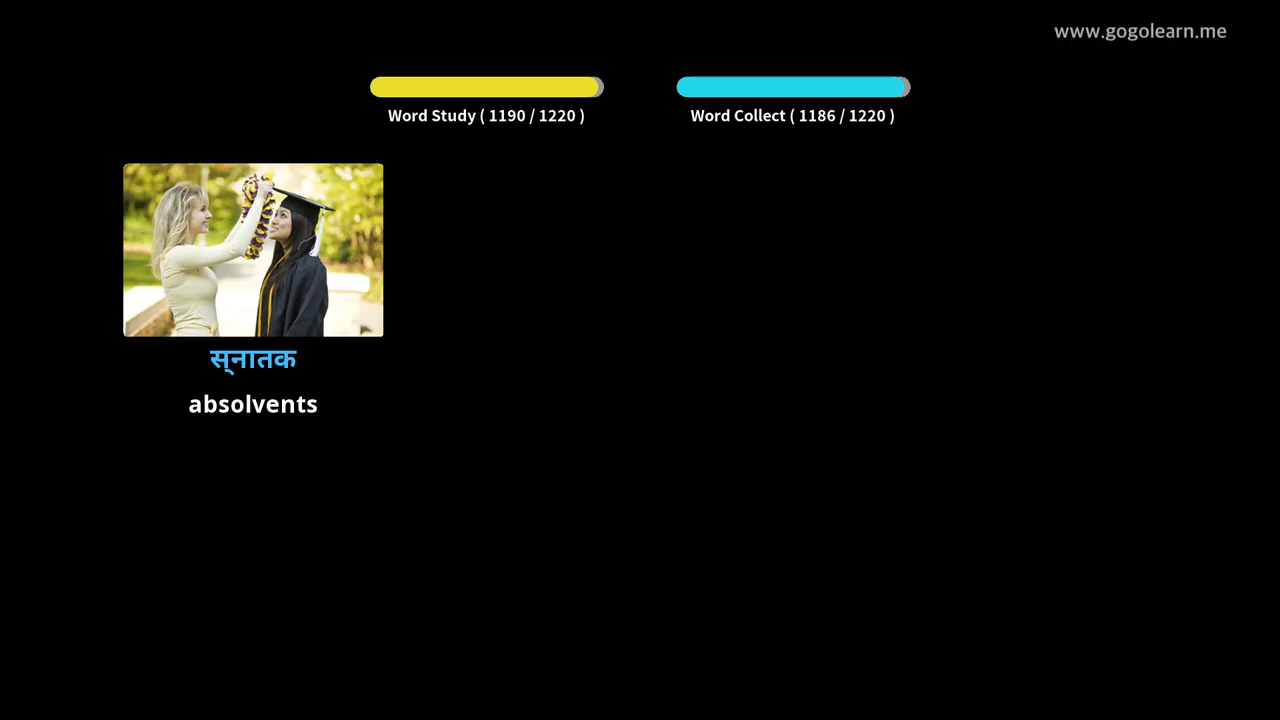 www.gogolearn.me
Word Study ( 1190 / 1220 )
Word Collect ( 1186 / 1220 )
स्नातक
absolvents